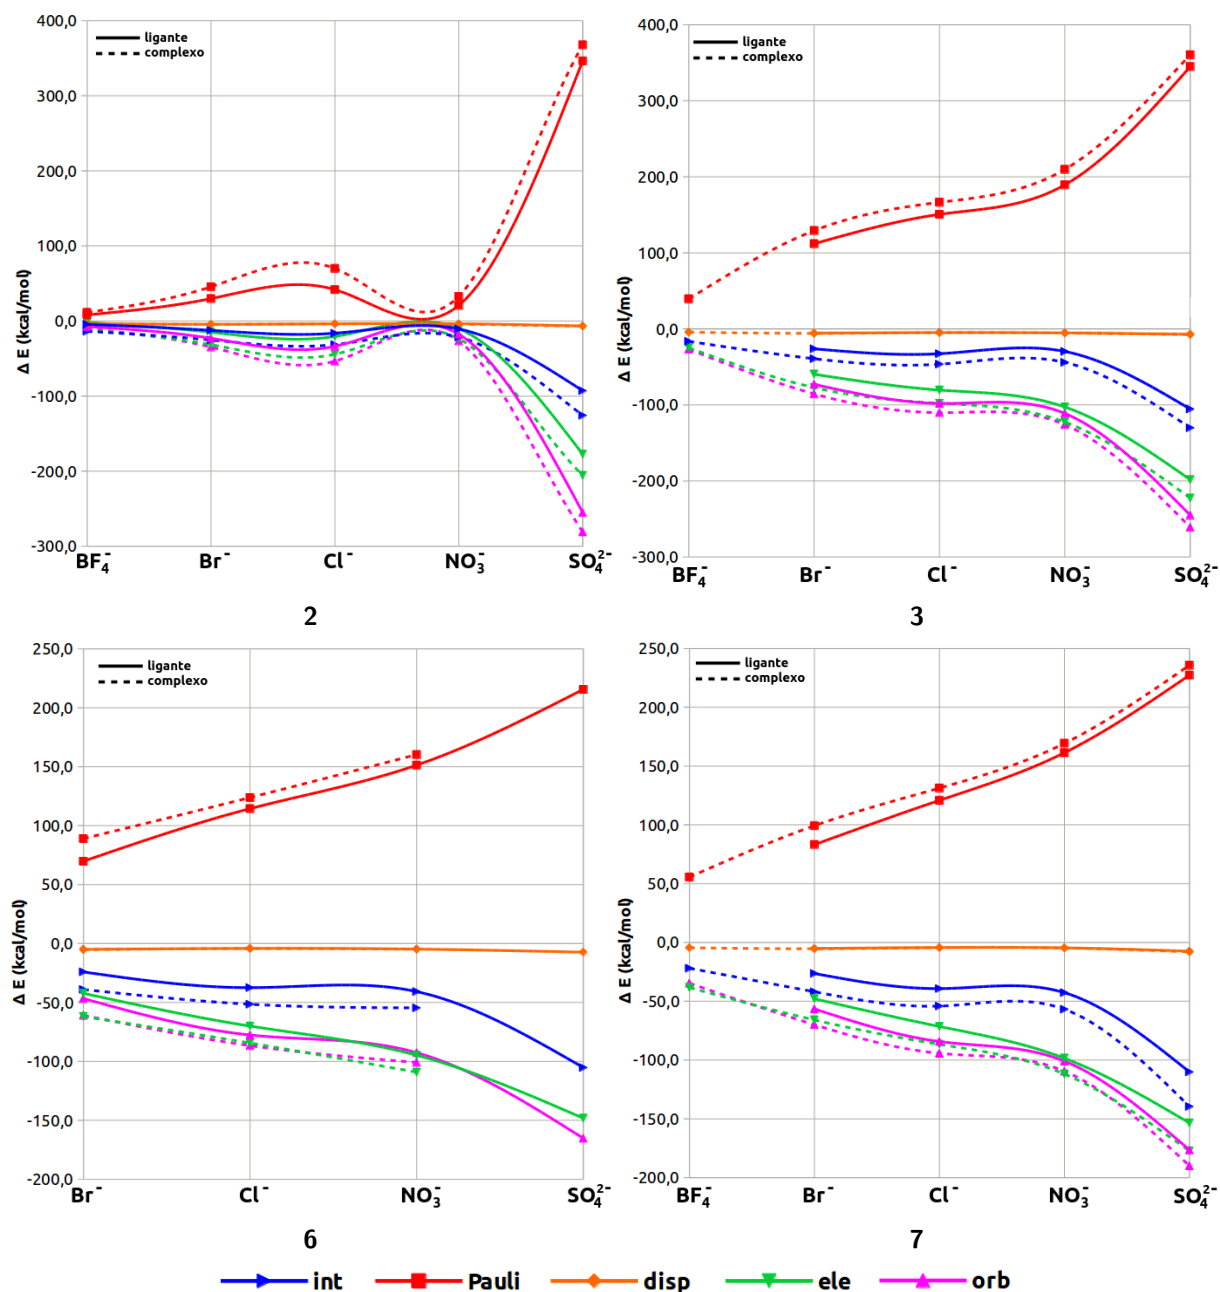 400,0
300,0
200,0
100,0
0,0
-100,0
-200,0
-300,0
Δ E (kcal/mol)
ligante
complexo
BF₄⁻ Br⁻ Cl⁻ NO₃⁻ SO₄²⁻
2
400,0
300,0
200,0
100,0
0,0
-100,0
-200,0
-300,0
Δ E (kcal/mol)
ligante
complexo
BF₄⁻ Br⁻ Cl⁻ NO₃⁻ SO₄²⁻
3
250,0
200,0
150,0
100,0
50,0
0,0
-50,0
-100,0
-150,0
-200,0
Δ E (kcal/mol)
ligante
complexo
Br⁻ Cl⁻ NO₃⁻ SO₄²⁻
6
250,0
200,0
150,0
100,0
50,0
0,0
-50,0
-100,0
-150,0
-200,0
Δ E (kcal/mol)
ligante
complexo
BF₄⁻ Br⁻ Cl⁻ NO₃⁻ SO₄²⁻
7
int Pauli disp ele orb